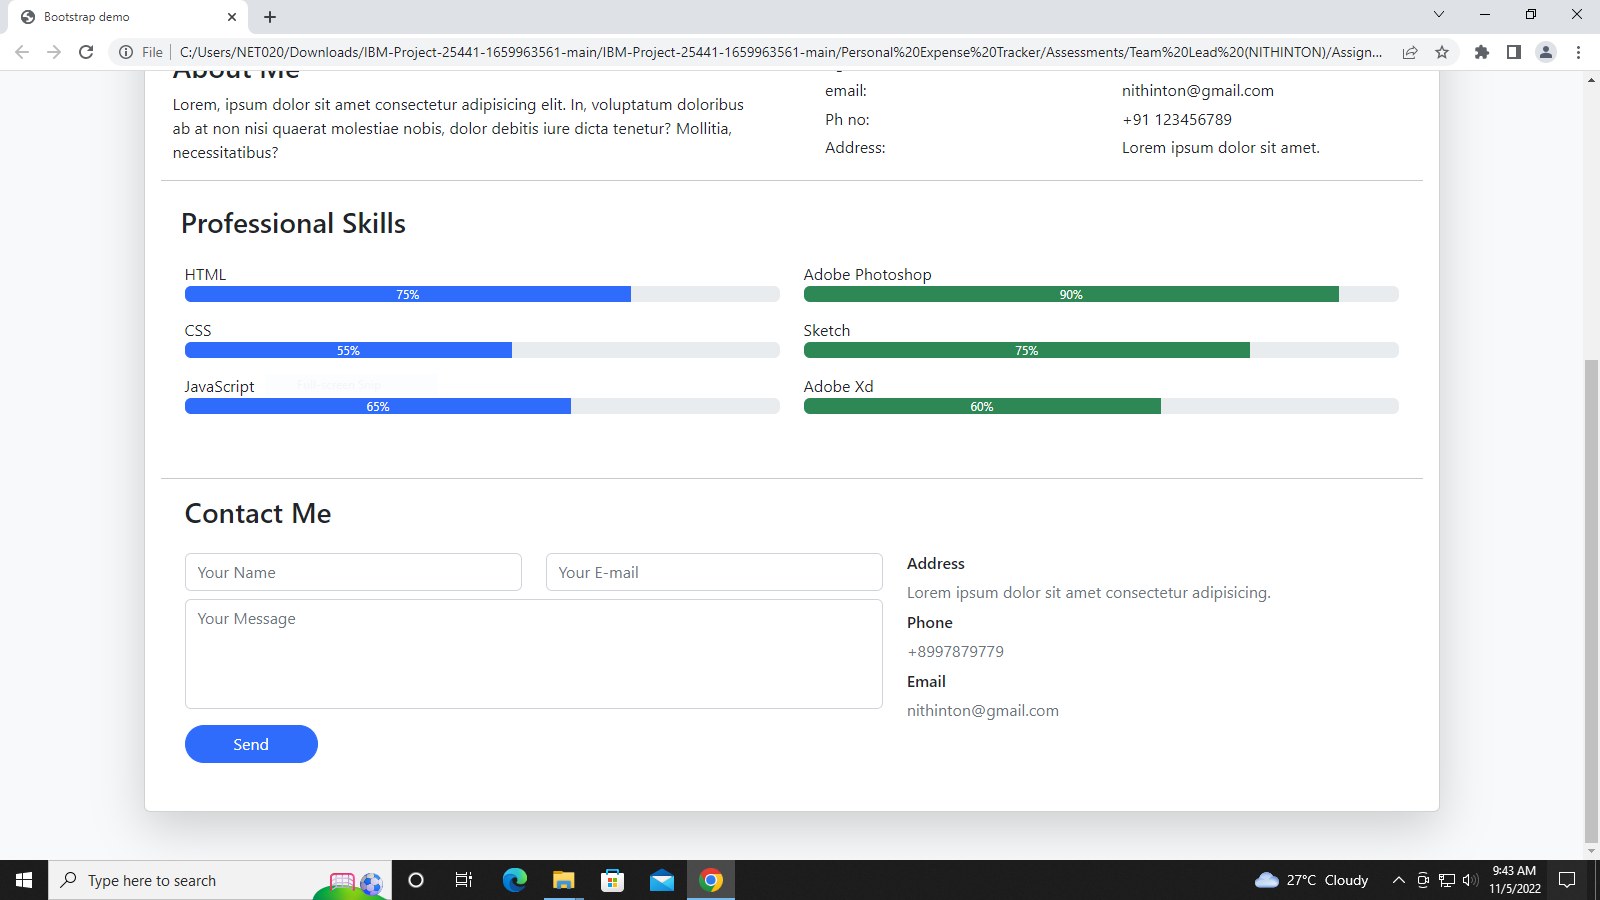 Bootstrap demo
File
C:/Users/NET020/Downloads/IBM-Project-25441-1659963561-main/IBM-Project-25441-1659963561-main/Personal%20Expense%20Tracker/Assessments/Team%20Lead%20(NITHINTON)/Assign...
About Me
Lorem, ipsum dolor sit amet consectetur adipisicing elit. In, voluptatum doloribus
ab at non nisi quaerat molestiae nobis, dolor debitis iure dicta tenetur? Mollitia,
necessitatibus?
email: nithinton@gmail.com
Ph no: +91 123456789
Address: Lorem ipsum dolor sit amet.
Professional Skills
HTML
75%
CSS
55%
JavaScript
65%
Adobe Photoshop
90%
Sketch
75%
Adobe Xd
60%
Contact Me
Your Name
Your E-mail
Your Message
Send
Address
Lorem ipsum dolor sit amet consectetur adipisicing.
Phone
+8997879779
Email
nithinton@gmail.com
Type here to search
27°C Cloudy
9:43 AM
11/5/2022